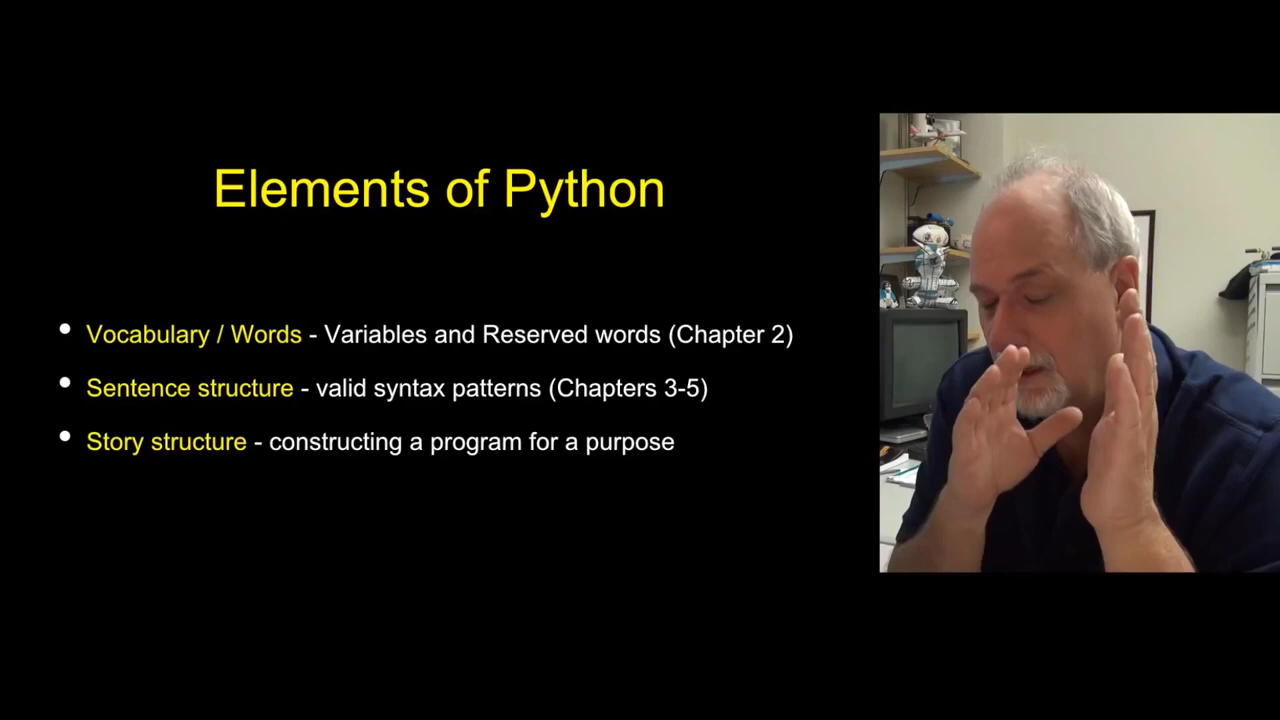 Elements of Python
• Vocabulary / Words - Variables and Reserved words (Chapter 2)
• Sentence structure - valid syntax patterns (Chapters 3-5)
• Story structure - constructing a program for a purpose